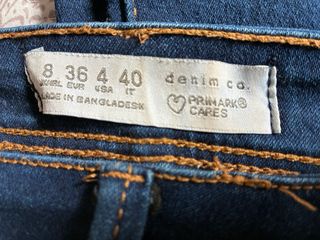 8 36 4 40
UK/IRL EUR USA IT
MADE IN BANGLADESH
denim co.
PRIMARK®
CARES